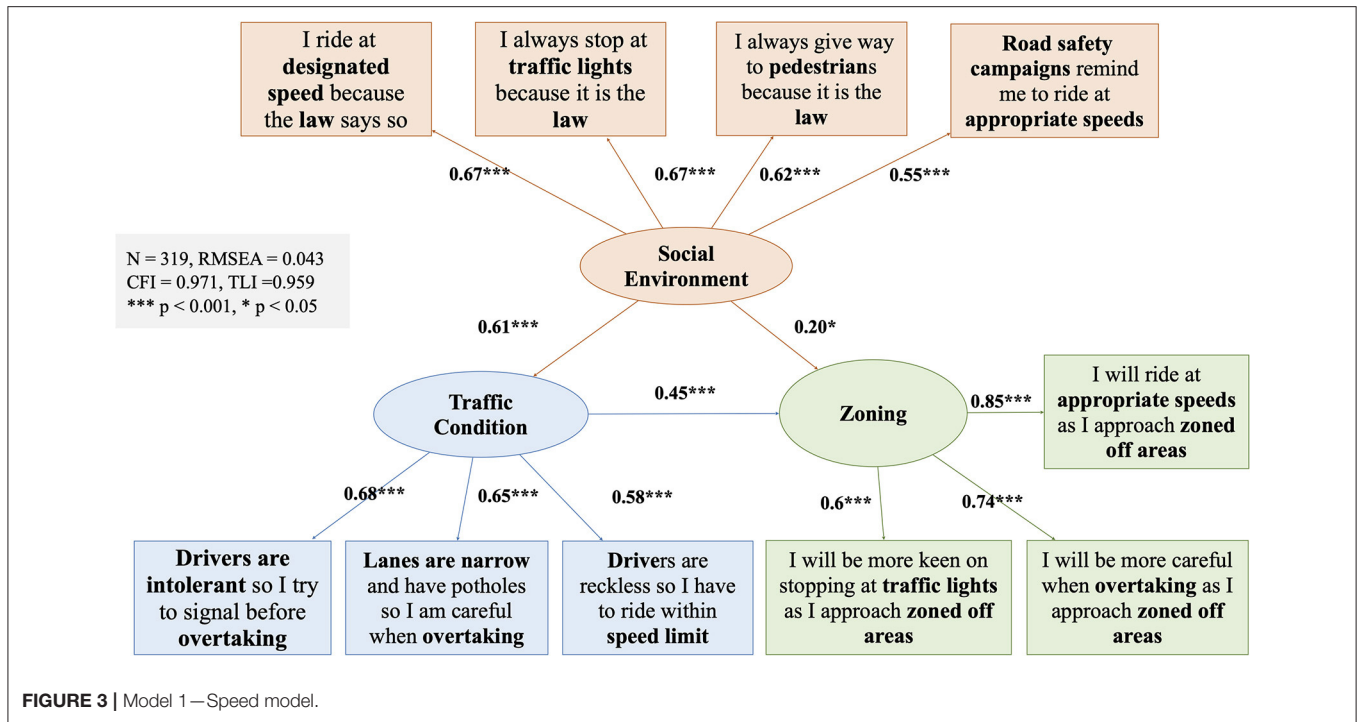 I ride at
designated
speed because
the law says so
I always stop at
traffic lights
because it is the
law
I always give way
to pedestrians
because it is the
law
Road safety
campaigns remind
me to ride at
appropriate speeds
0.67***
0.67***
0.62***
0.55***
Social
Environment
N = 319, RMSEA = 0.043
CFI = 0.971, TLI =0.959
*** p < 0.001, * p < 0.05
0.61***
0.20*
Traffic
Condition
0.45***
Zoning
0.85***
I will ride at
appropriate speeds
as I approach zoned
off areas
0.68***
0.65***
0.58***
0.6***
0.74***
Drivers are
intolerant so I try
to signal before
overtaking
Lanes are narrow
and have potholes
so I am careful
when overtaking
Drivers are
reckless so I have
to ride within
speed limit
I will be more keen on
stopping at traffic lights
as I approach zoned off
areas
I will be more careful
when overtaking as I
approach zoned off
areas
FIGURE 3 | Model 1—Speed model.